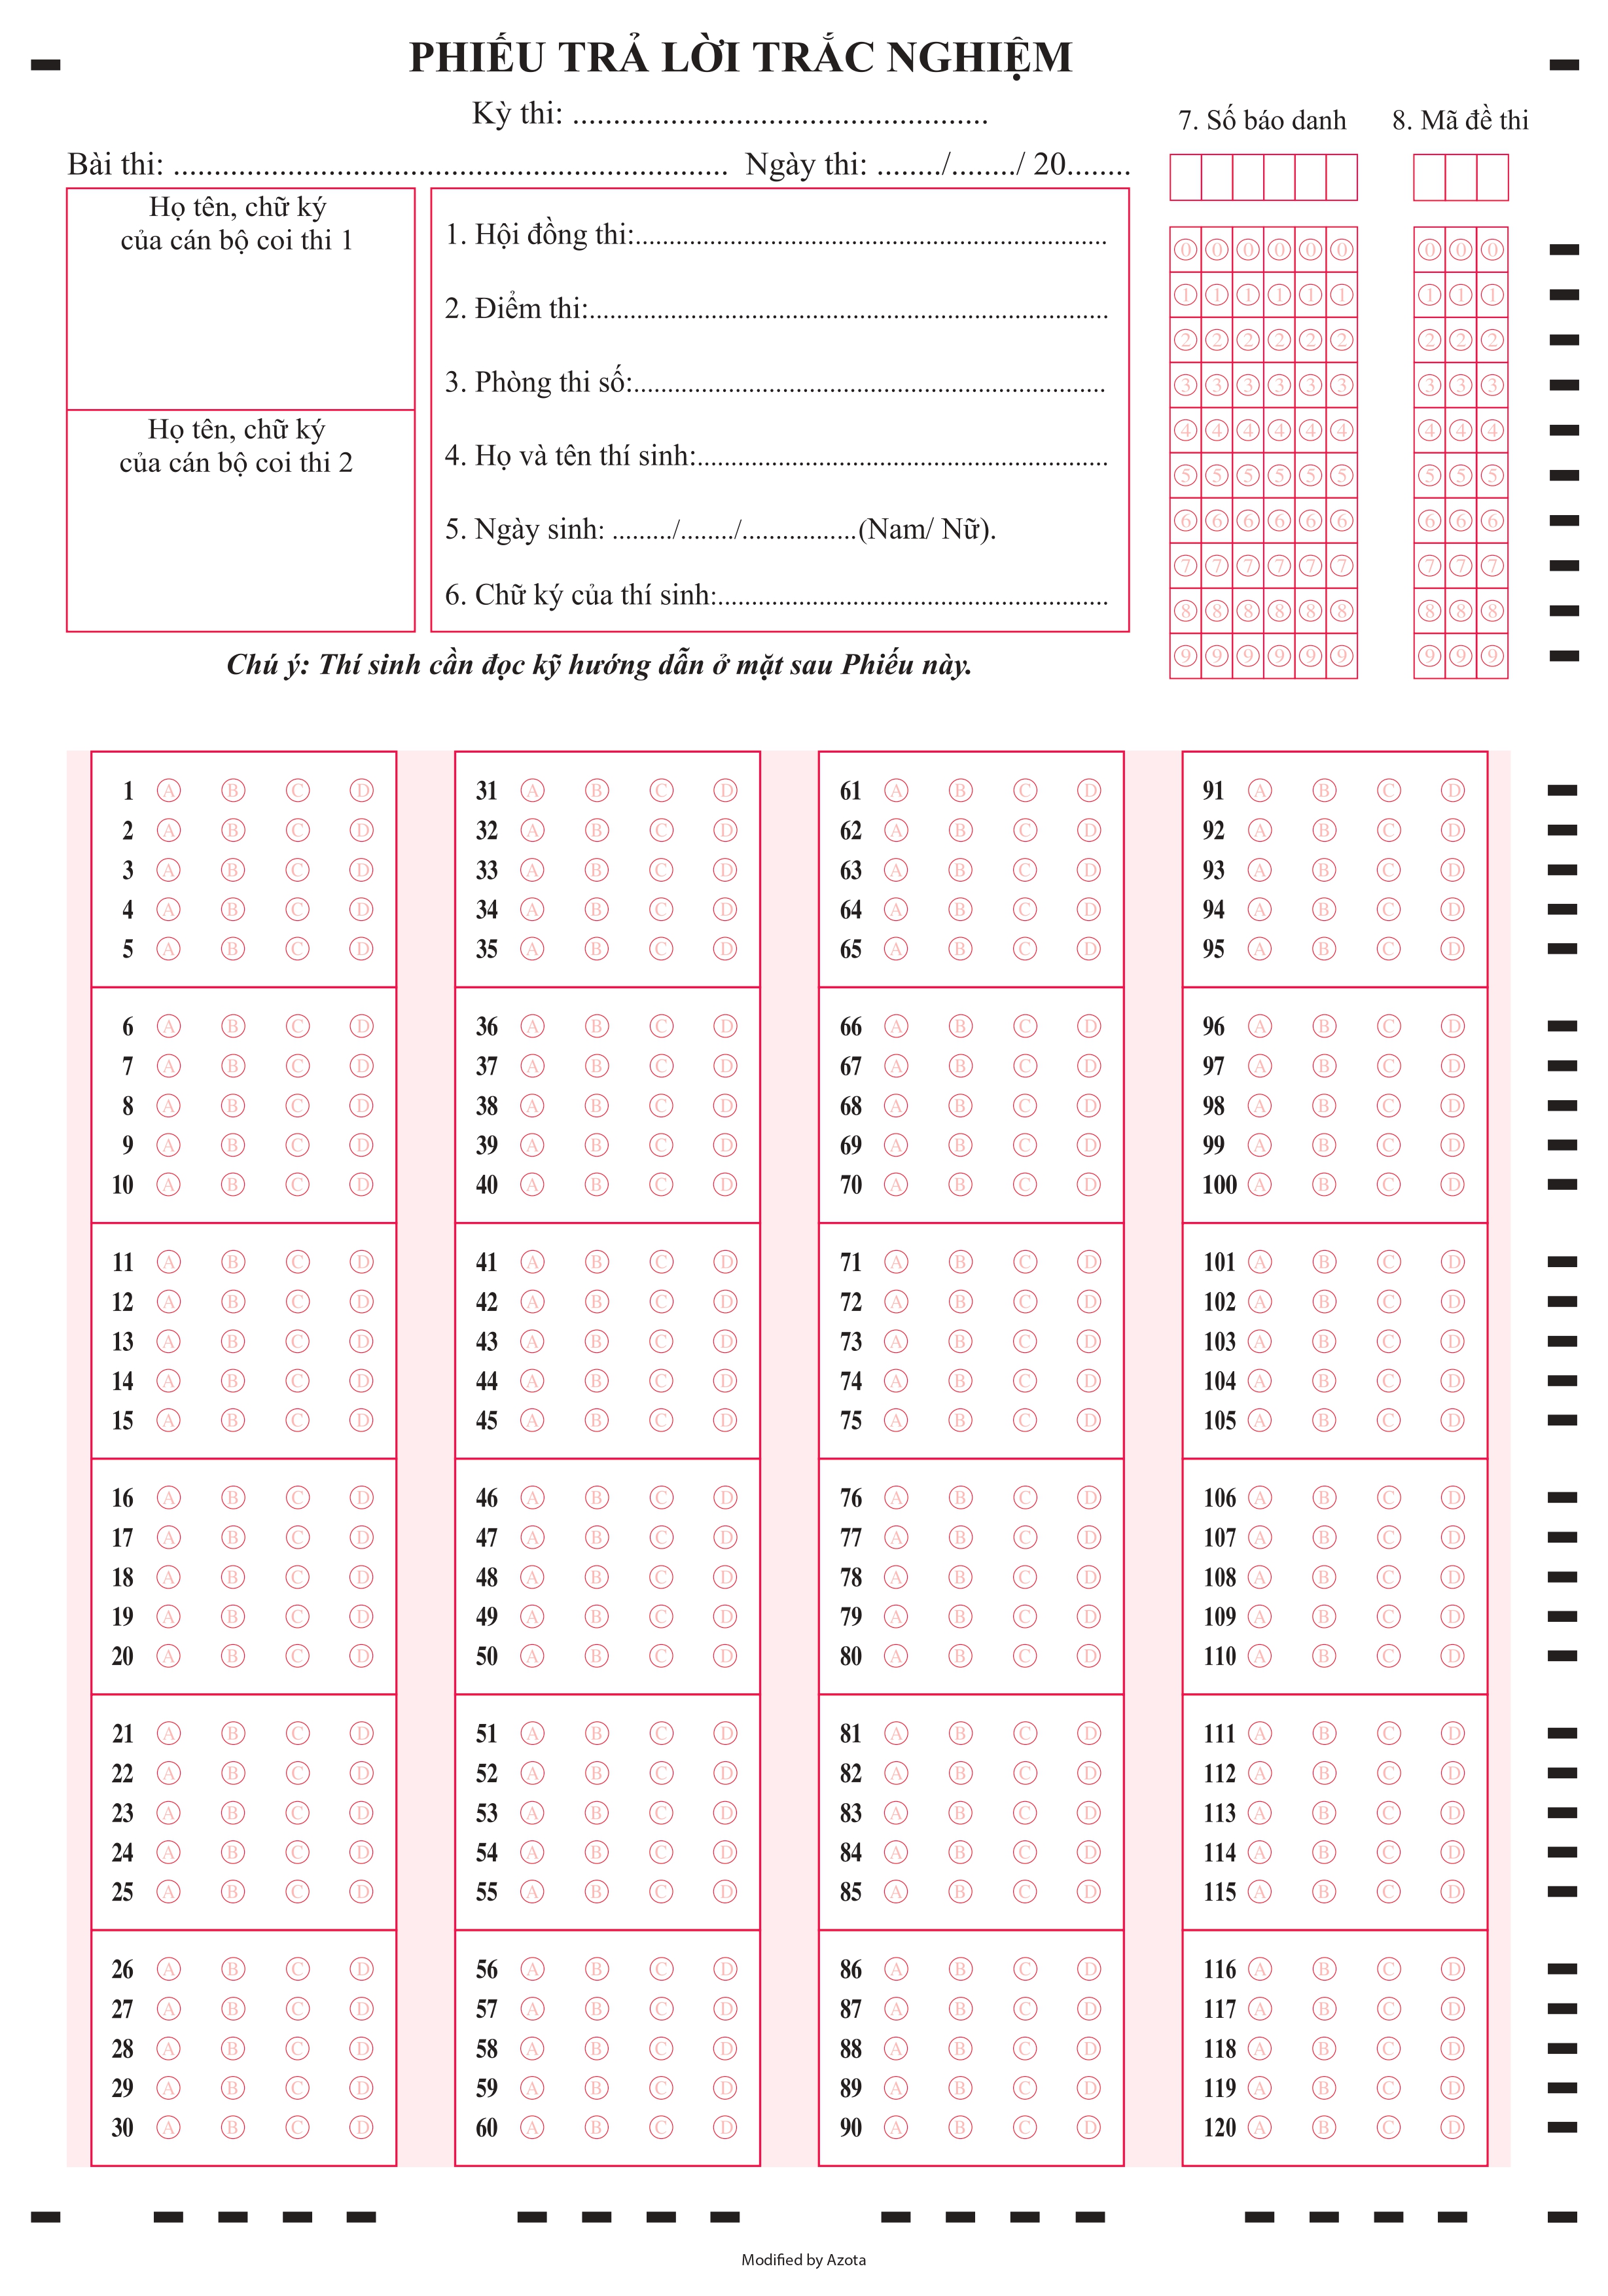 PHIẾU TRẢ LỜI TRẮC NGHIỆM
Kỳ thi: ...................................................
Bài thi: .................................................................... Ngày thi: ......../......../ 20........
7. Số báo danh
8. Mã đề thi
Họ tên, chữ ký
của cán bộ coi thi 1
Họ tên, chữ ký
của cán bộ coi thi 2
1. Hội đồng thi:......................................................................
2. Điểm thi:.............................................................................
3. Phòng thi số:......................................................................
4. Họ và tên thí sinh:.............................................................
5. Ngày sinh: ........./......../.................(Nam/ Nữ).
6. Chữ ký của thí sinh:..........................................................
0 0 0 0 0 0 0 0 0
1 1 1 1 1 1 1 1 1
2 2 2 2 2 2 2 2 2
3 3 3 3 3 3 3 3 3
4 4 4 4 4 4 4 4 4
5 5 5 5 5 5 5 5 5
6 6 6 6 6 6 6 6 6
7 7 7 7 7 7 7 7 7
8 8 8 8 8 8 8 8 8
9 9 9 9 9 9 9 9 9
Chú ý: Thí sinh cần đọc kỹ hướng dẫn ở mặt sau Phiếu này.
1 A B C D
2 A B C D
3 A B C D
4 A B C D
5 A B C D
6 A B C D
7 A B C D
8 A B C D
9 A B C D
10 A B C D
11 A B C D
12 A B C D
13 A B C D
14 A B C D
15 A B C D
16 A B C D
17 A B C D
18 A B C D
19 A B C D
20 A B C D
21 A B C D
22 A B C D
23 A B C D
24 A B C D
25 A B C D
26 A B C D
27 A B C D
28 A B C D
29 A B C D
30 A B C D
31 A B C D
32 A B C D
33 A B C D
34 A B C D
35 A B C D
36 A B C D
37 A B C D
38 A B C D
39 A B C D
40 A B C D
41 A B C D
42 A B C D
43 A B C D
44 A B C D
45 A B C D
46 A B C D
47 A B C D
48 A B C D
49 A B C D
50 A B C D
51 A B C D
52 A B C D
53 A B C D
54 A B C D
55 A B C D
56 A B C D
57 A B C D
58 A B C D
59 A B C D
60 A B C D
61 A B C D
62 A B C D
63 A B C D
64 A B C D
65 A B C D
66 A B C D
67 A B C D
68 A B C D
69 A B C D
70 A B C D
71 A B C D
72 A B C D
73 A B C D
74 A B C D
75 A B C D
76 A B C D
77 A B C D
78 A B C D
79 A B C D
80 A B C D
81 A B C D
82 A B C D
83 A B C D
84 A B C D
85 A B C D
86 A B C D
87 A B C D
88 A B C D
89 A B C D
90 A B C D
91 A B C D
92 A B C D
93 A B C D
94 A B C D
95 A B C D
96 A B C D
97 A B C D
98 A B C D
99 A B C D
100 A B C D
101 A B C D
102 A B C D
103 A B C D
104 A B C D
105 A B C D
106 A B C D
107 A B C D
108 A B C D
109 A B C D
110 A B C D
111 A B C D
112 A B C D
113 A B C D
114 A B C D
115 A B C D
116 A B C D
117 A B C D
118 A B C D
119 A B C D
120 A B C D
Modified by Azota